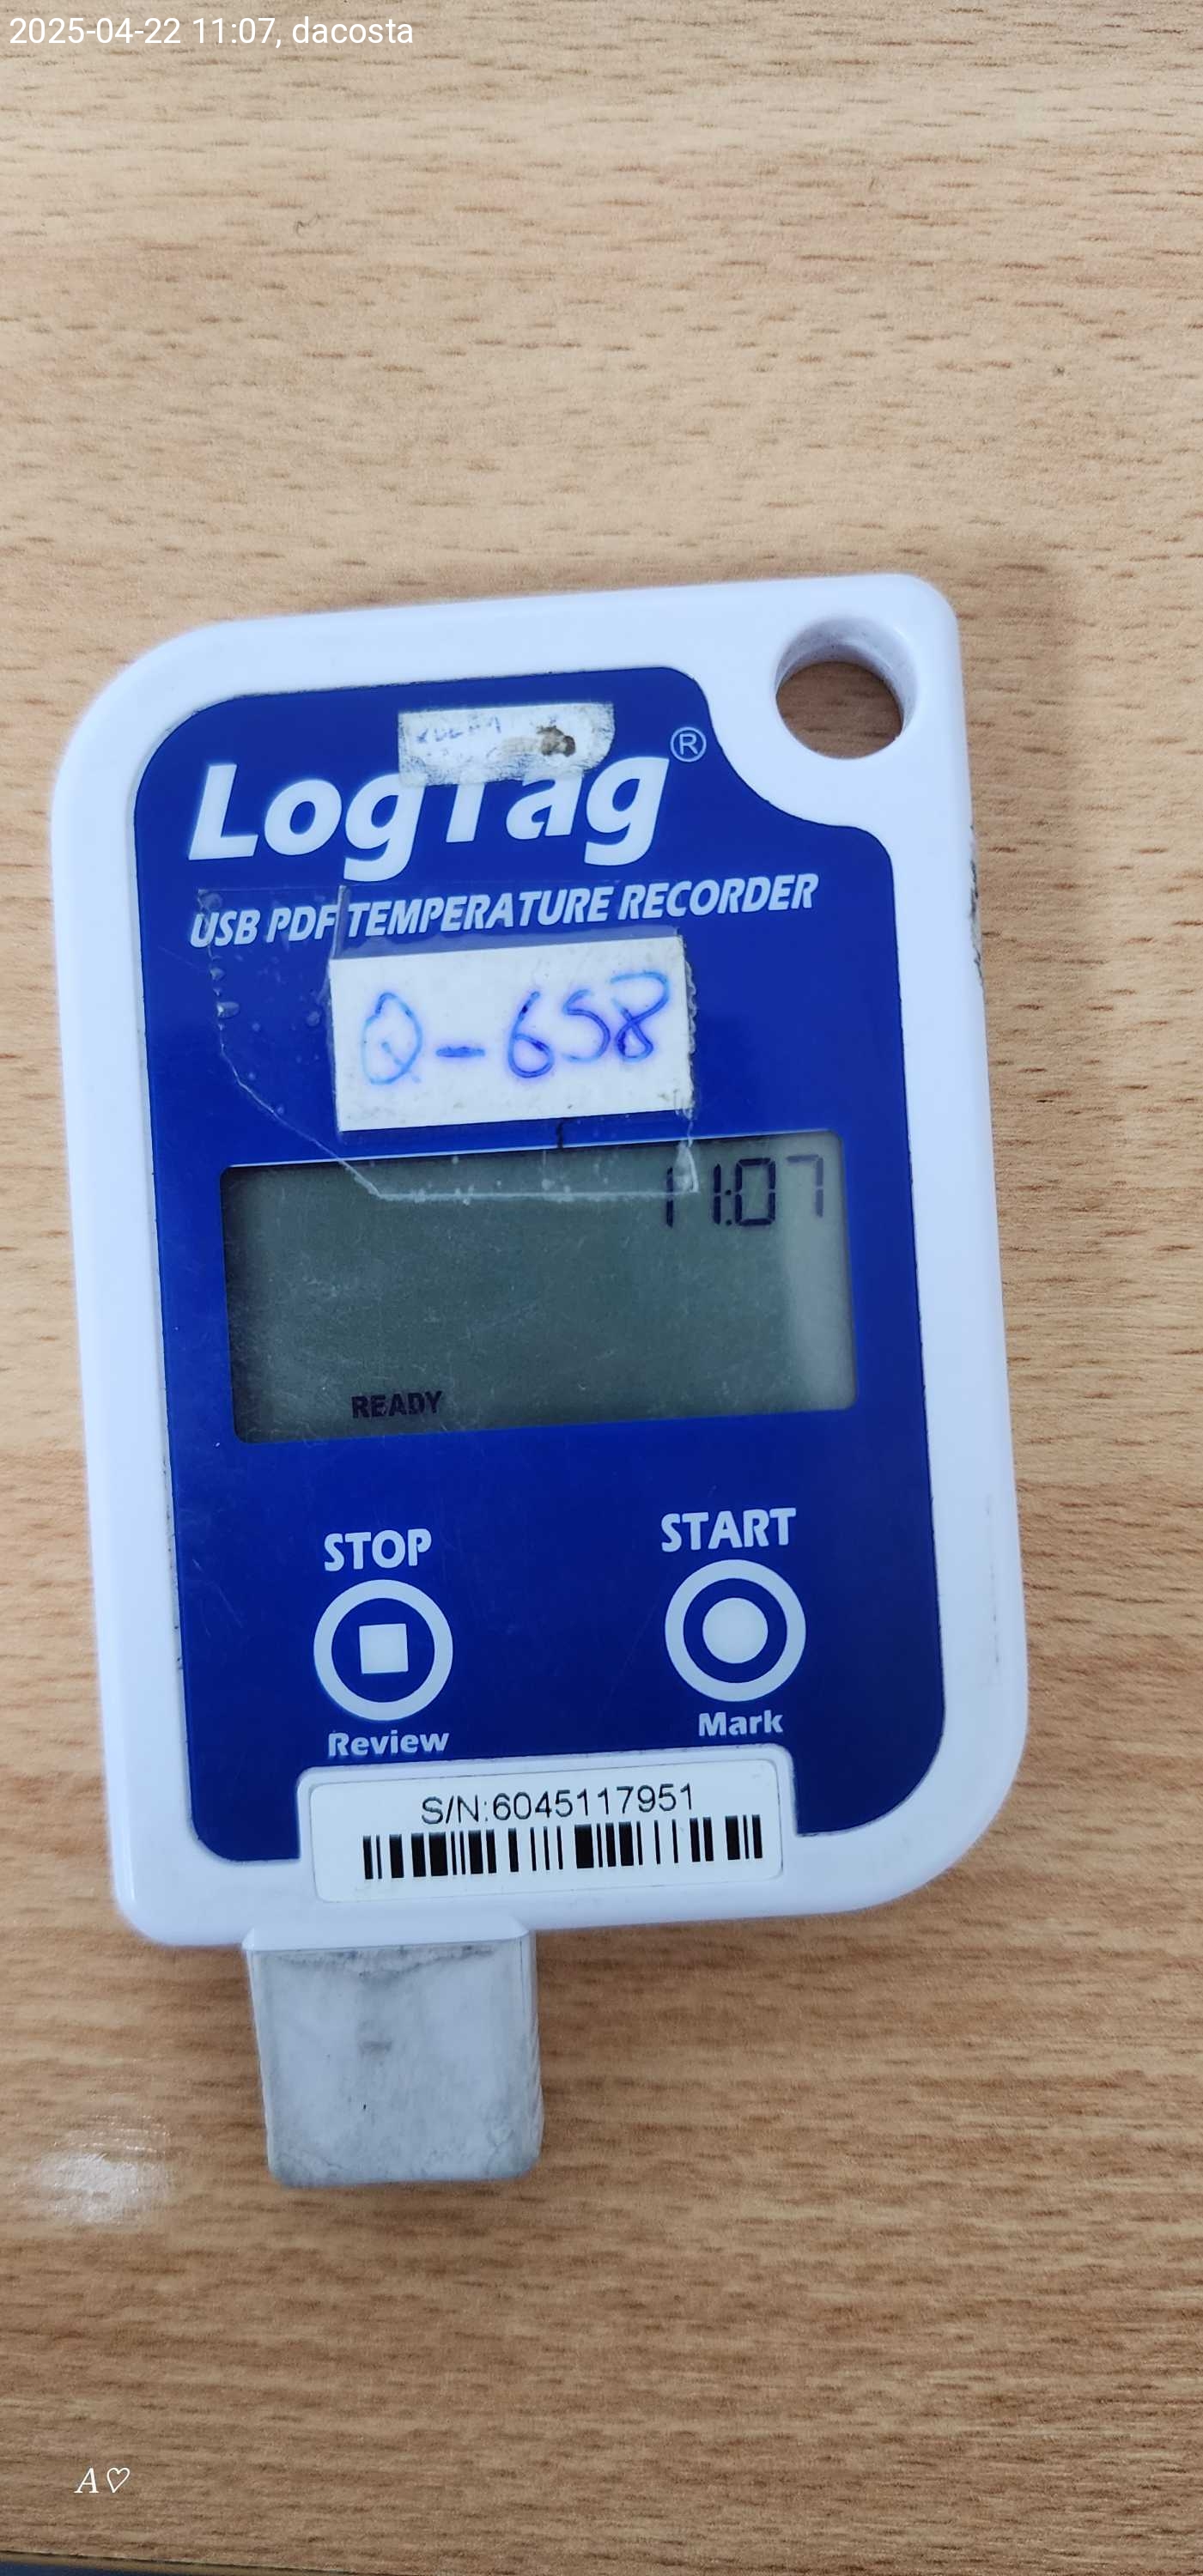 2025-04-22 11:07, dacosta
LogTag®
USB PDF TEMPERATURE RECORDER
Q-658
11:07
READY
STOP
START
Review
Mark
S/N:6045117951
A♡